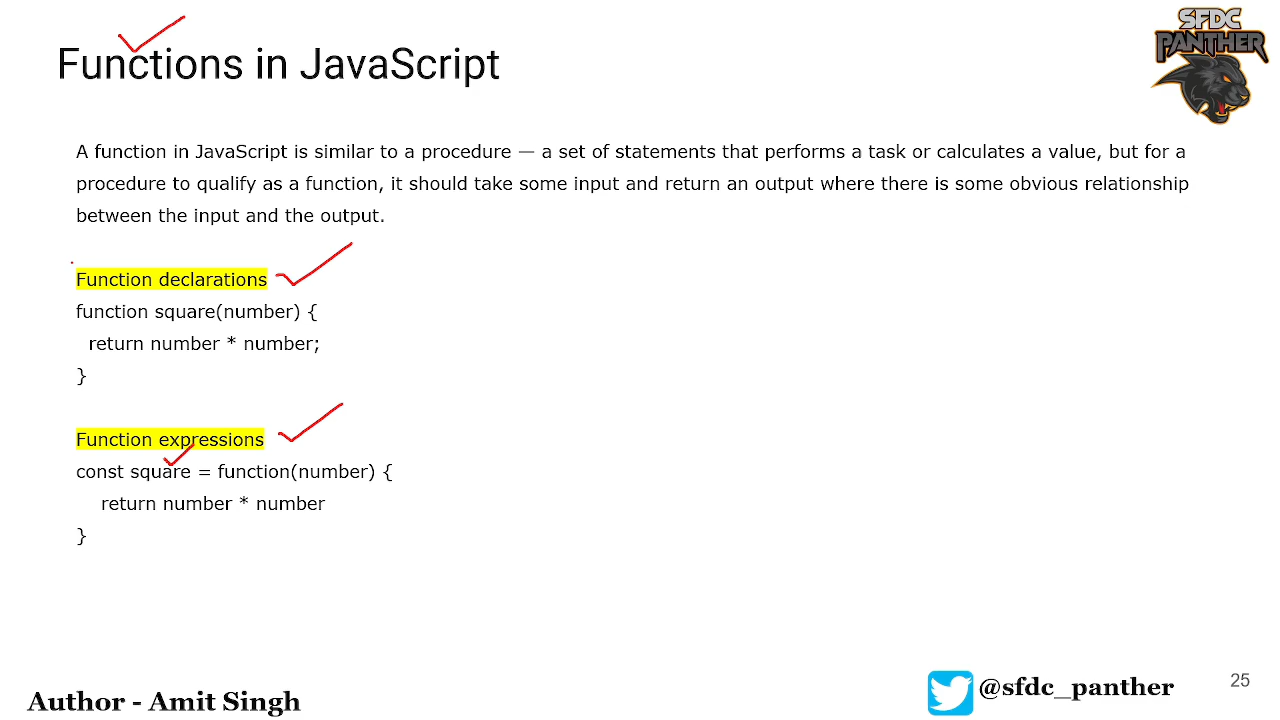 SFDC
PANTHER
Functions in JavaScript
A function in JavaScript is similar to a procedure — a set of statements that performs a task or calculates a value, but for a
procedure to qualify as a function, it should take some input and return an output where there is some obvious relationship
between the input and the output.
Function declarations
function square(number) {
return number * number;
}
Function expressions
const square = function(number) {
return number * number
}
Author - Amit Singh
@sfdc_panther
25